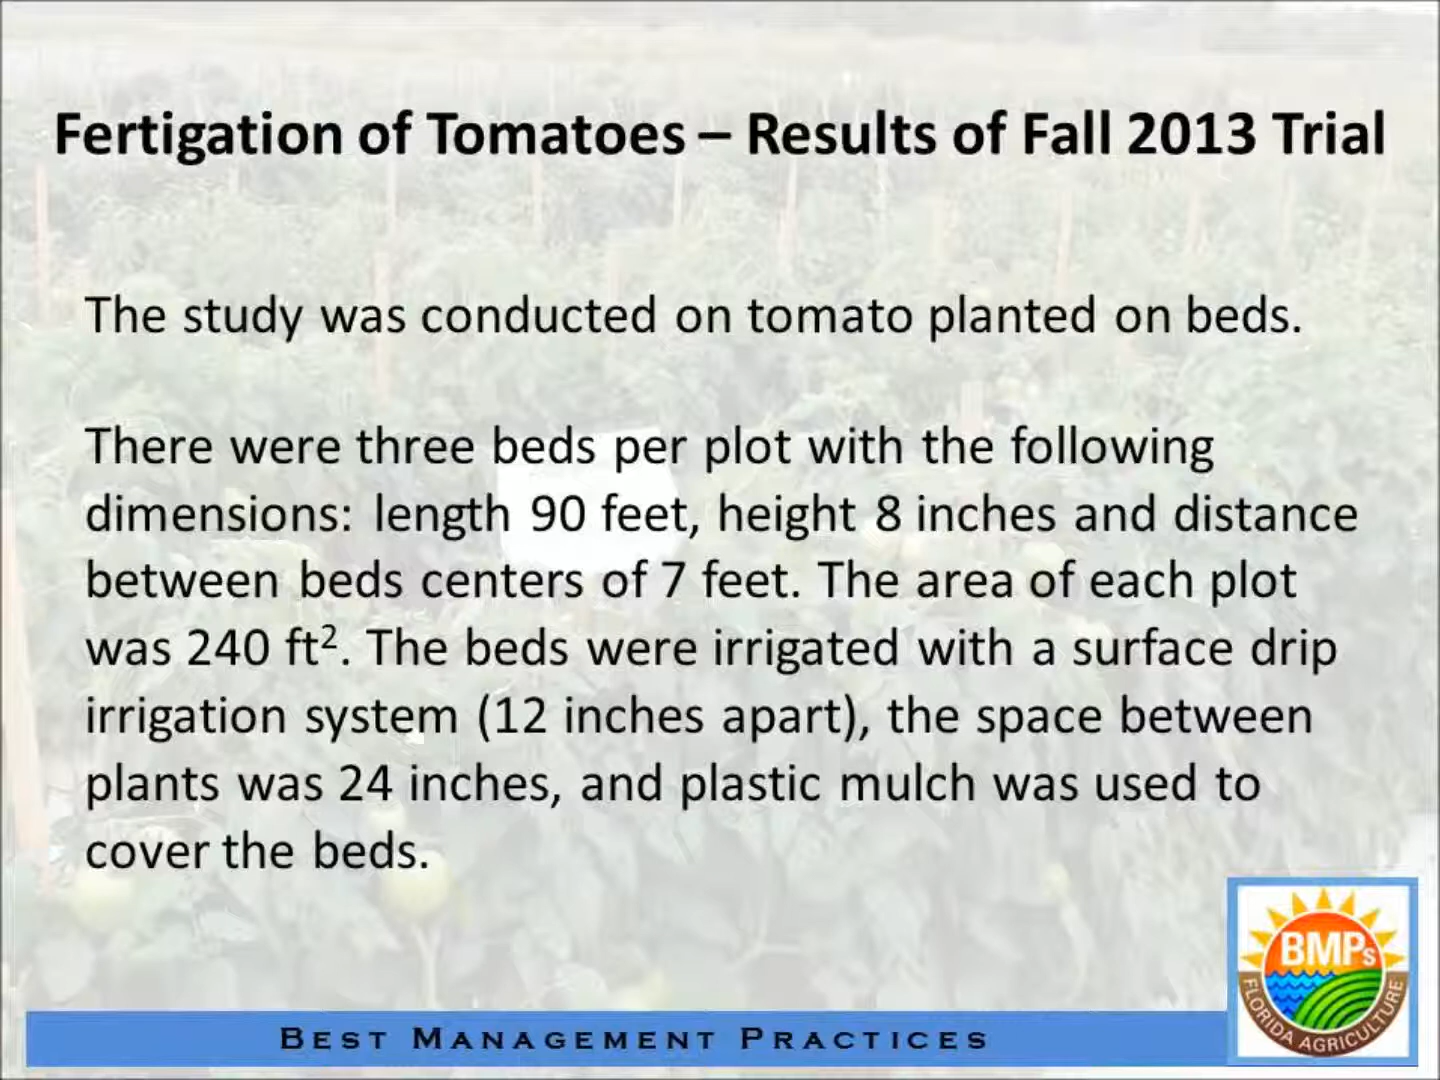 Fertigation of Tomatoes – Results of Fall 2013 Trial
The study was conducted on tomato planted on beds.
There were three beds per plot with the following
dimensions: length 90 feet, height 8 inches and distance
between beds centers of 7 feet. The area of each plot
was 240 ft². The beds were irrigated with a surface drip
irrigation system (12 inches apart), the space between
plants was 24 inches, and plastic mulch was used to
cover the beds.
BMPs
FLORIDA AGRICULTURE
BEST MANAGEMENT PRACTICES